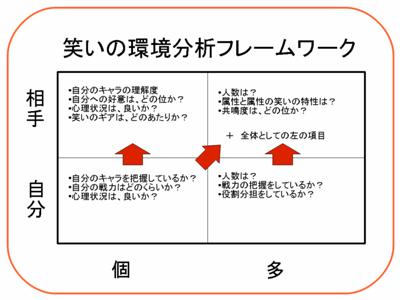 笑いの環境分析フレームワーク
相手
・自分のキャラの理解度
・自分への好意は、どの位か？
・心理状況は、良いか？
・笑いのギアは、どのあたりか？
・人数は？
・属性と属性の笑いの特性は？
・共鳴度は、どの位か？
＋ 全体としての左の項目
自分
・自分のキャラを把握しているか？
・自分の戦力はどのくらいか？
・心理状況は、良いか？
・人数は？
・戦力の把握をしているか？
・役割分担をしているか？
個
多